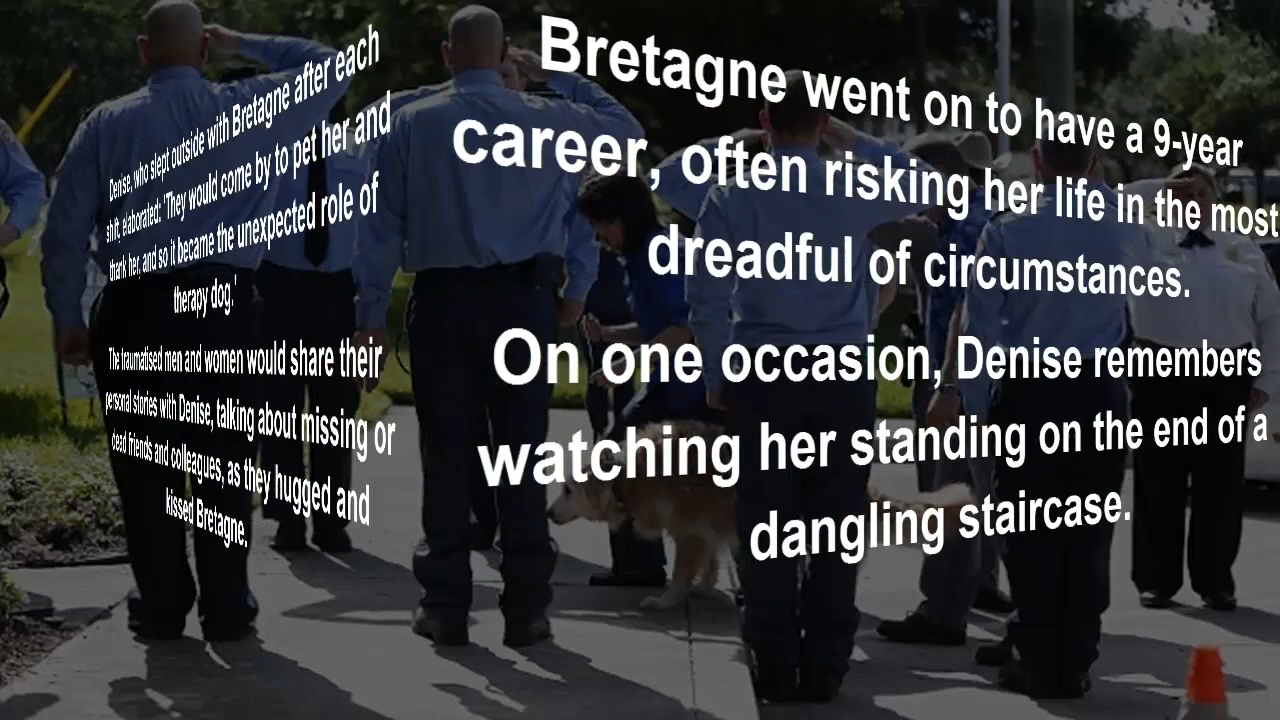 Denise, who slept outside with Bretagne after each
shift, elaborated: 'They would come by to pet her and
thank her, and so it became the unexpected role of
therapy dog.'
The traumatised men and women would share their
personal stories with Denise, talking about missing or
dead friends and colleagues, as they hugged and
kissed Bretagne.
Bretagne went on to have a 9-year
career, often risking her life in the most
dreadful of circumstances.
On one occasion, Denise remembers
watching her standing on the end of a
dangling staircase.